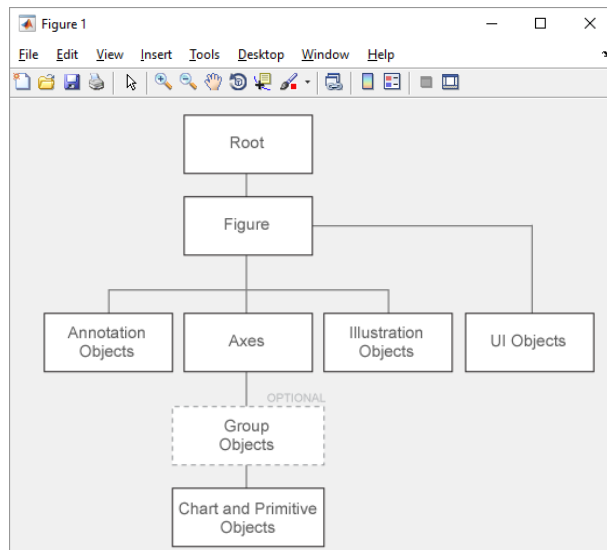 Figure 1
File Edit View Insert Tools Desktop Window Help
Root
Figure
Annotation
Objects
Axes
Illustration
Objects
UI Objects
OPTIONAL
Group
Objects
Chart and Primitive
Objects